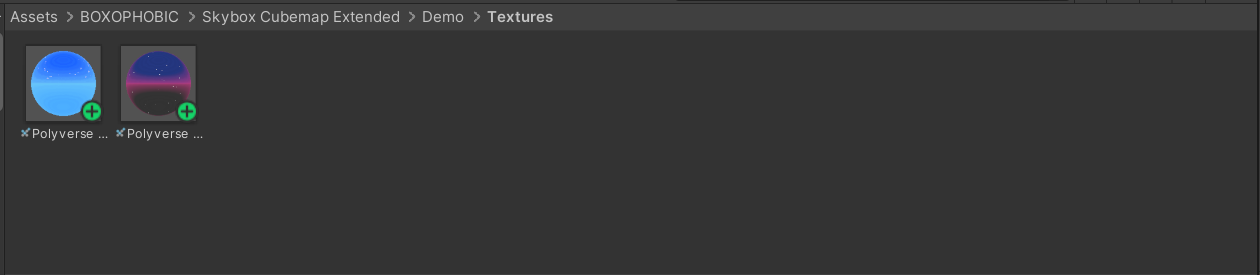 Assets > BOXOPHOBIC > Skybox Cubemap Extended > Demo > Textures
Polyverse ... Polyverse ...